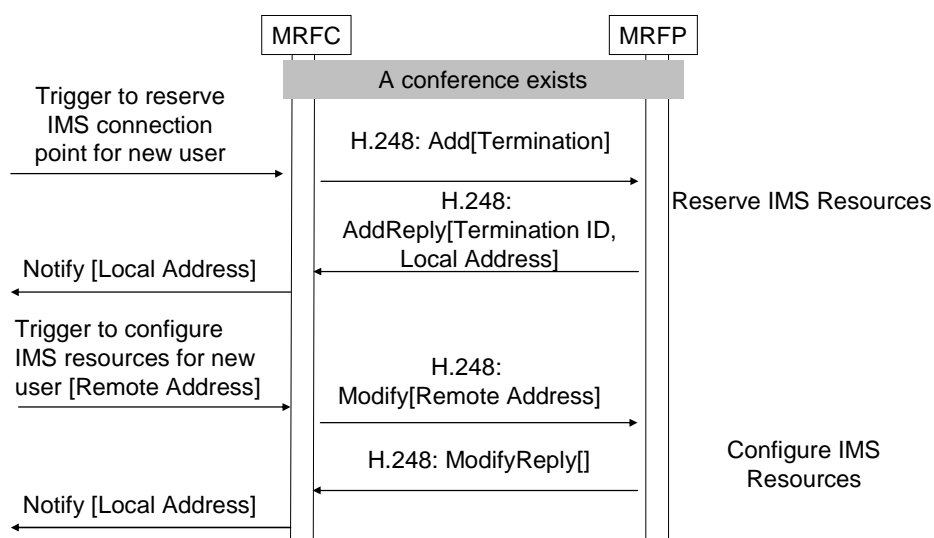 MRFC
MRFP
A conference exists
Trigger to reserve
IMS connection
point for new user
H.248: Add[Termination]
Reserve IMS Resources
H.248:
AddReply[Termination ID,
Local Address]
Notify [Local Address]
Trigger to configure
IMS resources for new
user [Remote Address]
H.248:
Modify[Remote Address]
Configure IMS
Resources
H.248: ModifyReply[]
Notify [Local Address]